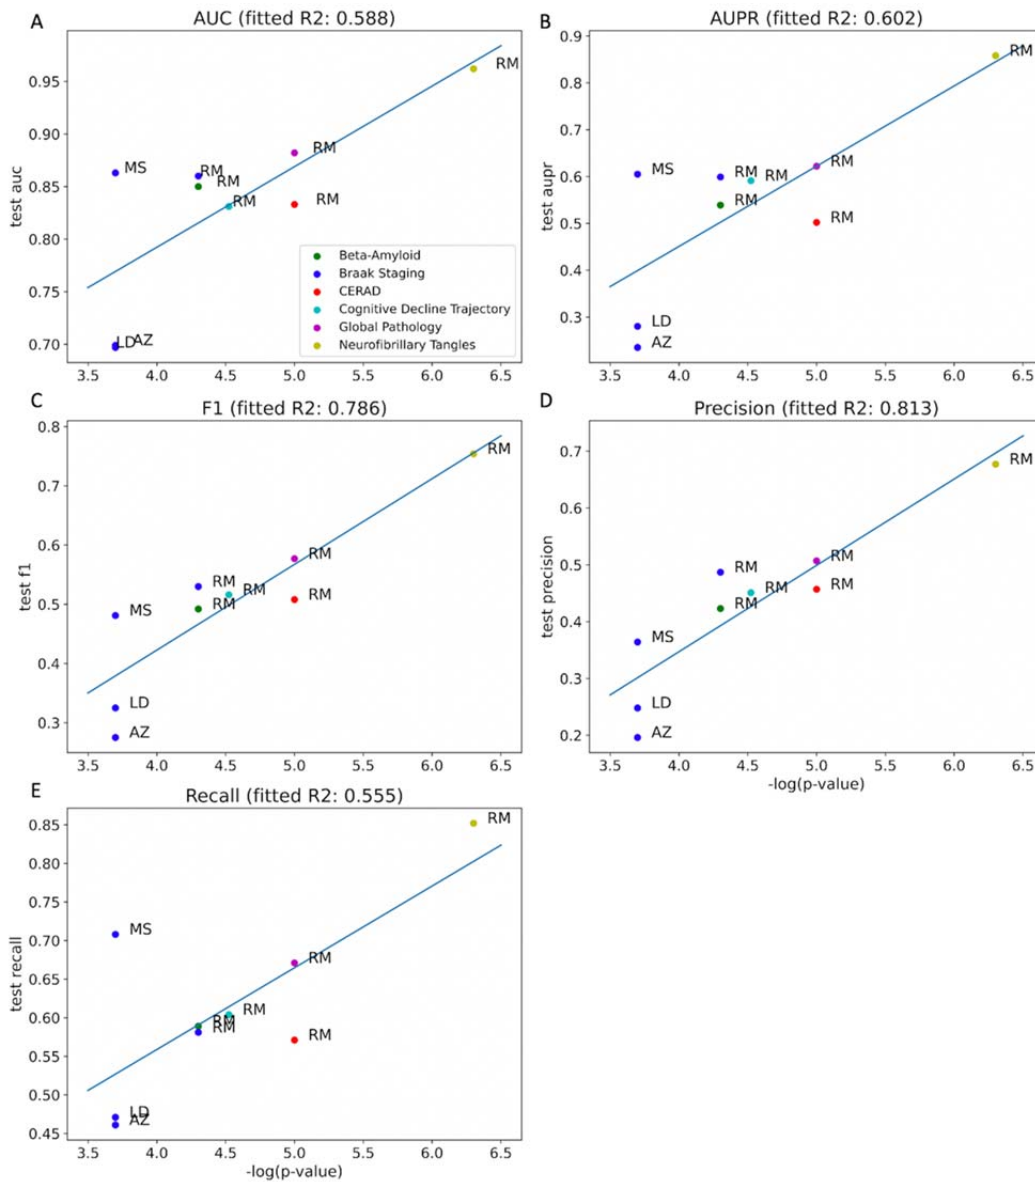 A
AUC (fitted R2: 0.588)
0.95
0.90
0.85
0.80
0.75
0.70
test auc
RM
RM
MS
RM
RM
RM
RM
LD
AZ
Beta-Amyloid
Braak Staging
CERAD
Cognitive Decline Trajectory
Global Pathology
Neurofibrillary Tangles
3.5 4.0 4.5 5.0 5.5 6.0 6.5
B
AUPR (fitted R2: 0.602)
0.9
0.8
0.7
0.6
0.5
0.4
0.3
test aupr
RM
RM
MS
RM
RM
RM
RM
LD
AZ
3.5 4.0 4.5 5.0 5.5 6.0 6.5
C
F1 (fitted R2: 0.786)
0.8
0.7
0.6
0.5
0.4
0.3
test f1
RM
RM
RM
RM
RM
RM
MS
LD
AZ
3.5 4.0 4.5 5.0 5.5 6.0 6.5
D
Precision (fitted R2: 0.813)
0.7
0.6
0.5
0.4
0.3
0.2
test precision
RM
RM
RM
RM
RM
RM
MS
LD
AZ
3.5 4.0 4.5 5.0 5.5 6.0 6.5
-log(p-value)
E
Recall (fitted R2: 0.555)
0.85
0.80
0.75
0.70
0.65
0.60
0.55
0.50
0.45
test recall
RM
MS
RM
RM
RM
RM
RM
LD
AZ
3.5 4.0 4.5 5.0 5.5 6.0 6.5
-log(p-value)